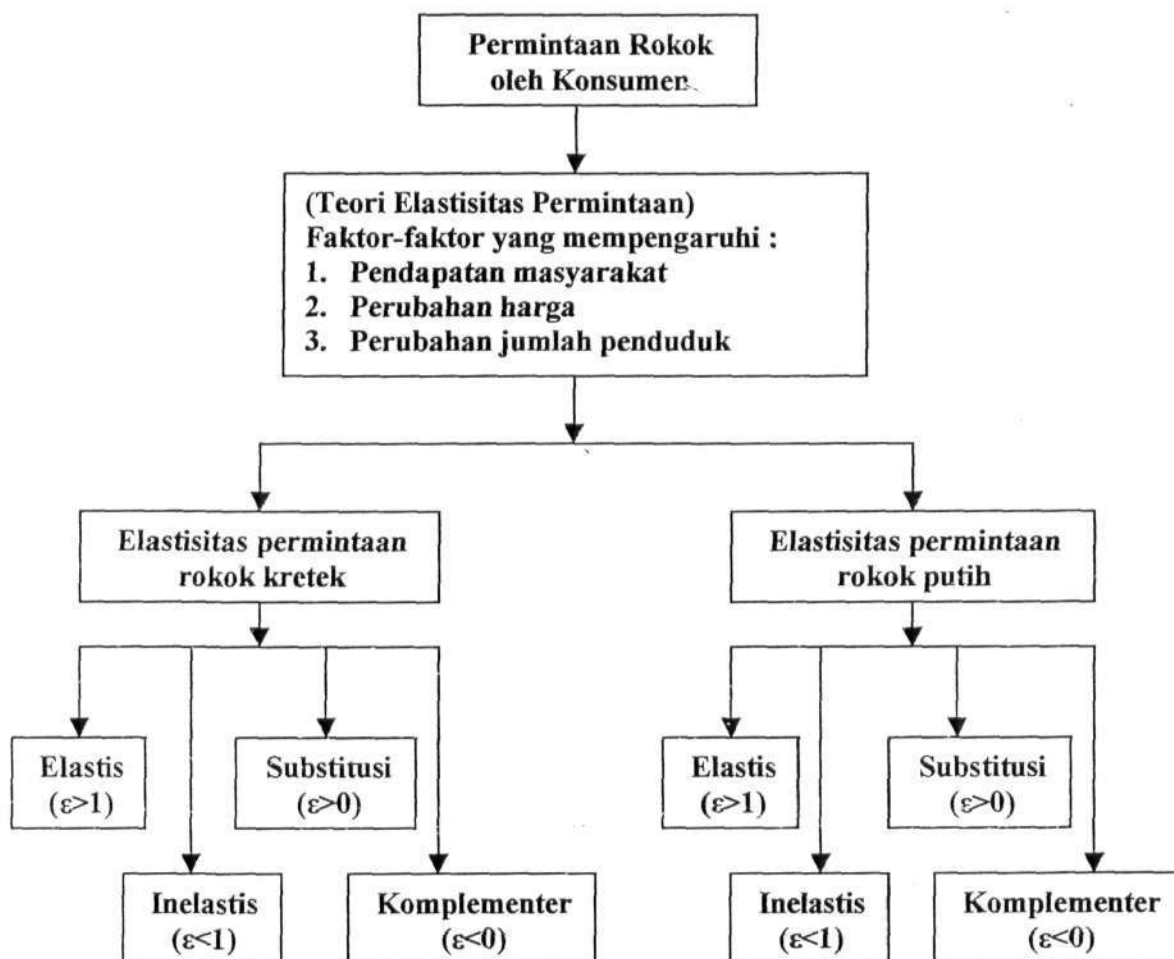 Permintaan Rokok
oleh Konsumen
(Teori Elastisitas Permintaan)
Faktor-faktor yang mempengaruhi :
1. Pendapatan masyarakat
2. Perubahan harga
3. Perubahan jumlah penduduk
Elastisitas permintaan
rokok kretek
Elastisitas permintaan
rokok putih
Elastis
(ε>1)
Substitusi
(ε>0)
Elastis
(ε>1)
Substitusi
(ε>0)
Inelastis
(ε<1)
Komplementer
(ε<0)
Inelastis
(ε<1)
Komplementer
(ε<0)